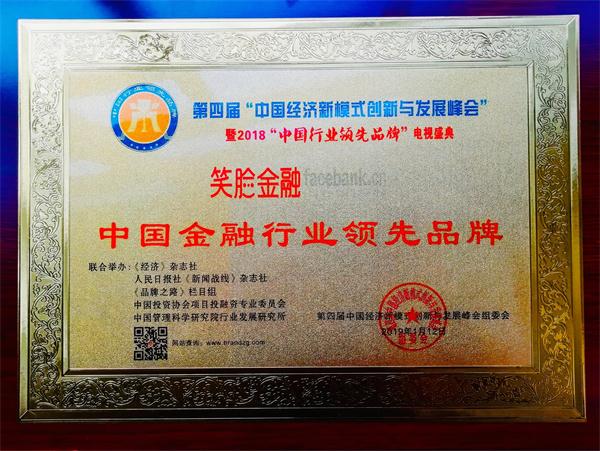 第四届“中国经济新模式创新与发展峰会”
暨2018“中国行业领先品牌”电视盛典
笑脸金融
facebank.cn
中国金融行业领先品牌
联合举办:《经济》杂志社
人民日报社《新闻战线》杂志社
《品牌之路》栏目组
中国投资协会项目投融资专业委员会
中国管理科学研究院行业发展研究所
网站查询:www.brandzg.com
第四届中国经济新模式创新与发展峰会组委会
2019年1月12日